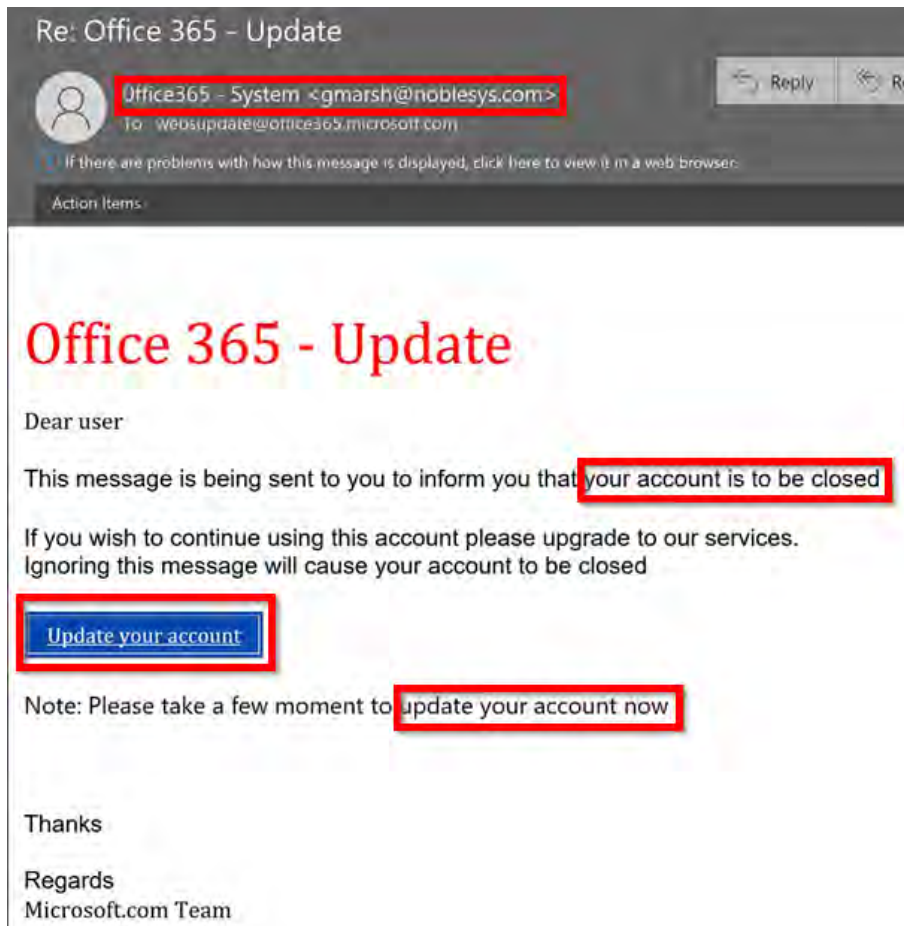 Re: Office 365 - Update
Office365 - System <gmarsh@noblesys.com>
Reply
To websupdate@office365.microsoft.com
If there are problems with how this message is displayed, click here to view it in a web browser.
Action Items
Office 365 - Update
Dear user
This message is being sent to you to inform you that your account is to be closed
If you wish to continue using this account please upgrade to our services.
Ignoring this message will cause your account to be closed
Update your account
Note: Please take a few moment to update your account now
Thanks
Regards
Microsoft.com Team